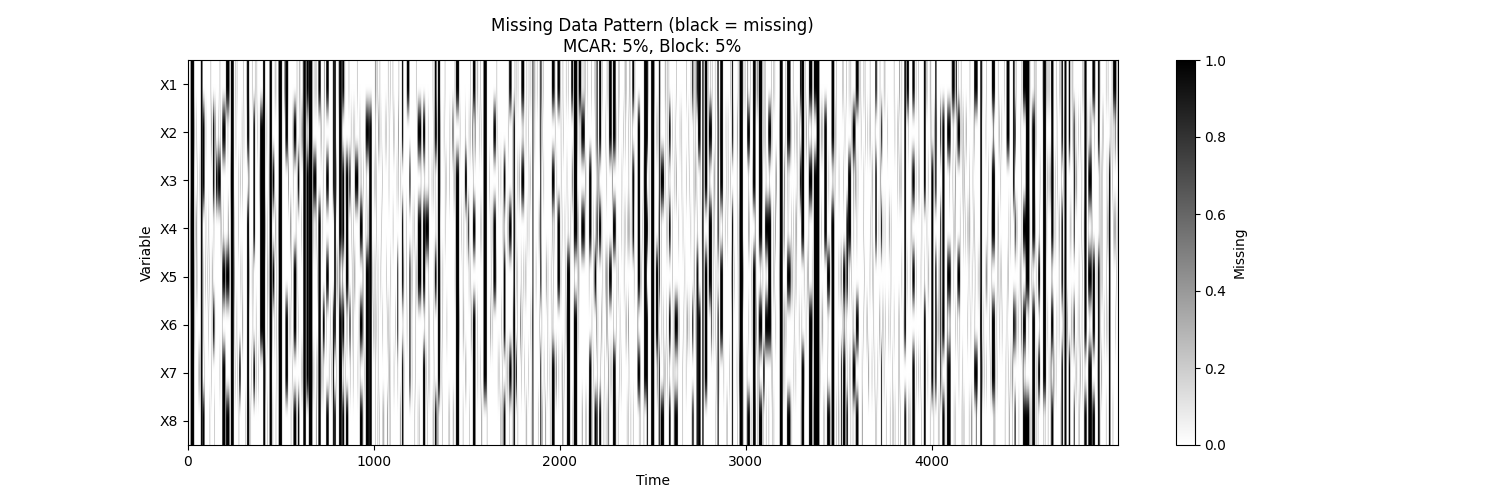 Missing Data Pattern (black = missing)
MCAR: 5%, Block: 5%
X1
X2
X3
X4
X5
X6
X7
X8
Variable
0
1000
2000
3000
4000
Time
1.0
0.8
0.6
0.4
0.2
0.0
Missing